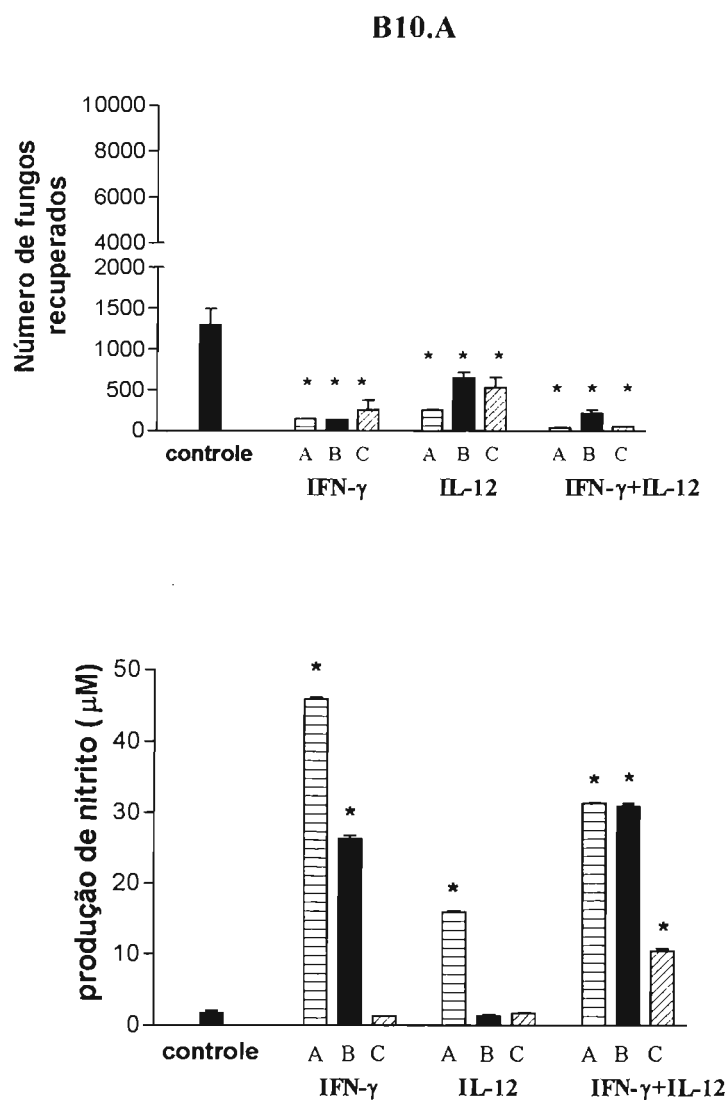 B10.A
Número de fungos
recuperados
10000
8000
6000
4000
2000
1500
1000
500
0
* * * * * * * * *
controle A B C A B C A B C
IFN-γ IL-12 IFN-γ+IL-12
produção de nitrito ( μM)
50
40
30
20
10
0
* * * * * *
controle A B C A B C A B C
IFN-γ IL-12 IFN-γ+IL-12